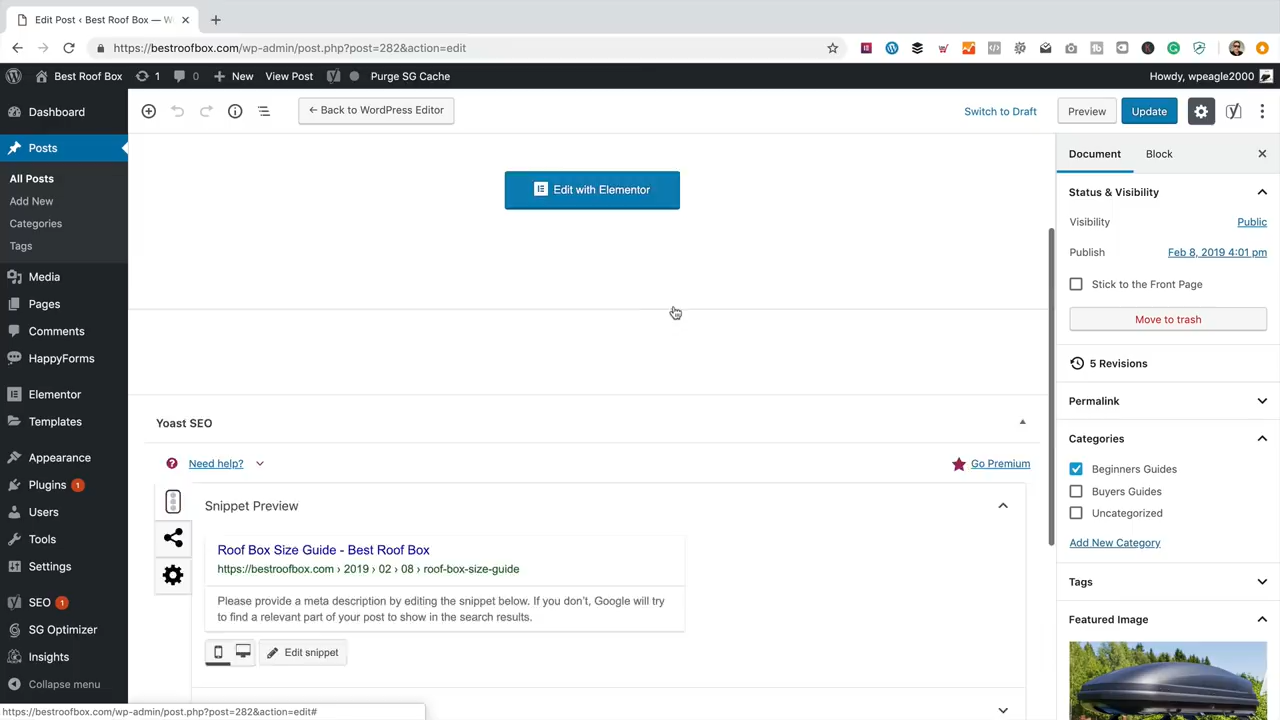 Edit Post ‹ Best Roof Box — W
https://bestroofbox.com/wp-admin/post.php?post=282&action=edit
Best Roof Box
1
0
New
View Post
Purge SG Cache
Howdy, wpeagle2000
Dashboard
Posts
All Posts
Add New
Categories
Tags
Media
Pages
Comments
HappyForms
Elementor
Templates
Appearance
Plugins 1
Users
Tools
Settings
SEO 1
SG Optimizer
Insights
Collapse menu
← Back to WordPress Editor
Switch to Draft
Preview
Update
Edit with Elementor
Yoast SEO
Need help?
Go Premium
Snippet Preview
Roof Box Size Guide - Best Roof Box
https://bestroofbox.com › 2019 › 02 › 08 › roof-box-size-guide
Please provide a meta description by editing the snippet below. If you don't, Google will try
to find a relevant part of your post to show in the search results.
Edit snippet
Document
Block
Status & Visibility
Visibility
Public
Publish
Feb 8, 2019 4:01 pm
Stick to the Front Page
Move to trash
5 Revisions
Permalink
Categories
Beginners Guides
Buyers Guides
Uncategorized
Add New Category
Tags
Featured Image
https://bestroofbox.com/wp-admin/post.php?post=282&action=edit#